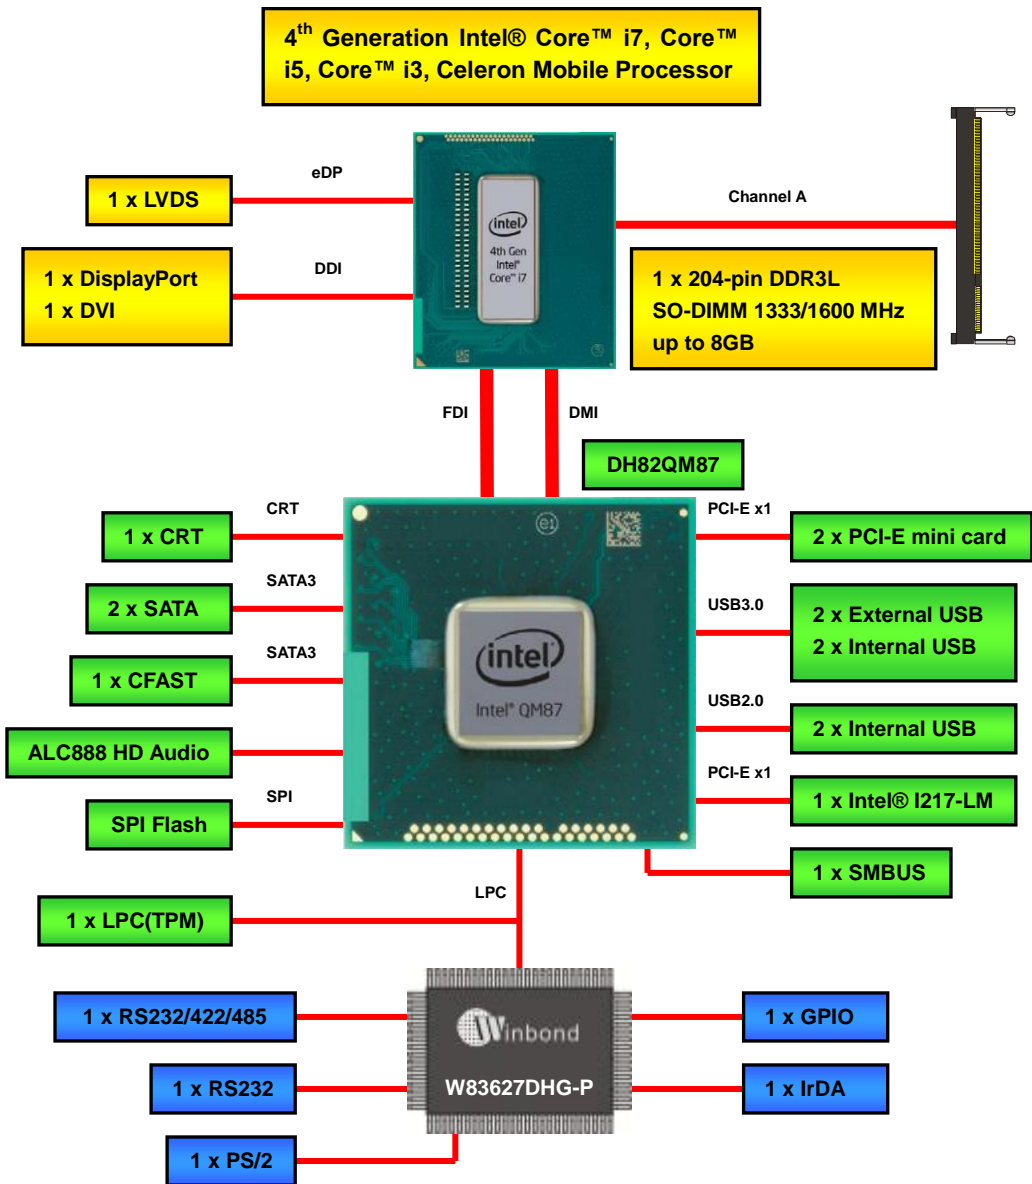 4th Generation Intel® Core™ i7, Core™
i5, Core™ i3, Celeron Mobile Processor
eDP
1 x LVDS
Channel A
intel
4th Gen
Intel®
Core™ i7
DDI
1 x DisplayPort
1 x DVI
1 x 204-pin DDR3L
SO-DIMM 1333/1600 MHz
up to 8GB
FDI
DMI
DH82QM87
CRT
1 x CRT
PCI-E x1
2 x PCI-E mini card
e1
SATA3
2 x SATA
USB3.0
2 x External USB
2 x Internal USB
SATA3
1 x CFAST
intel
Intel® QM87
USB2.0
2 x Internal USB
ALC888 HD Audio
PCI-E x1
1 x Intel® I217-LM
SPI
SPI Flash
1 x SMBUS
LPC
1 x LPC(TPM)
1 x RS232/422/485
Winbond
1 x GPIO
1 x RS232
W83627DHG-P
1 x IrDA
1 x PS/2